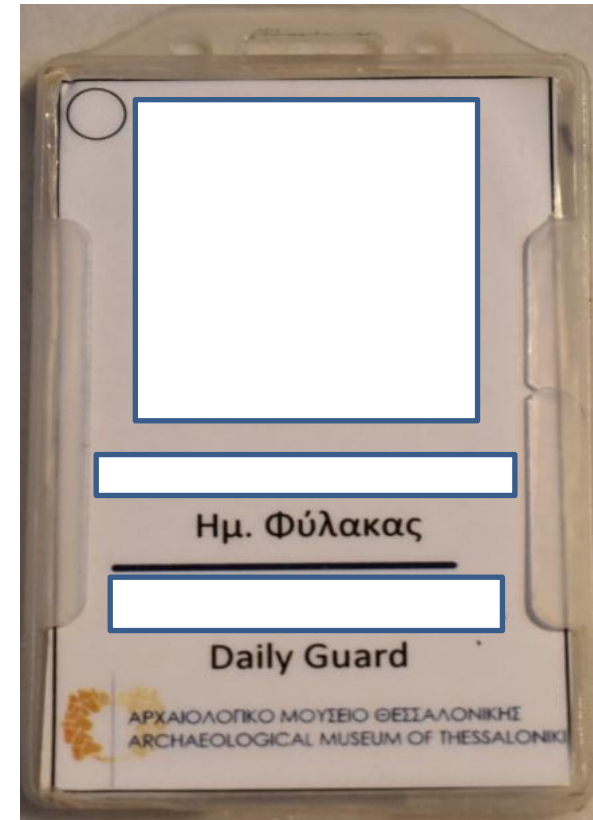 Ημ. Φύλακας
Daily Guard
ΑΡΧΑΙΟΛΟΓΙΚΟ ΜΟΥΣΕΙΟ ΘΕΣΣΑΛΟΝΙΚΗΣ
ARCHAEOLOGICAL MUSEUM OF THESSALONIKI